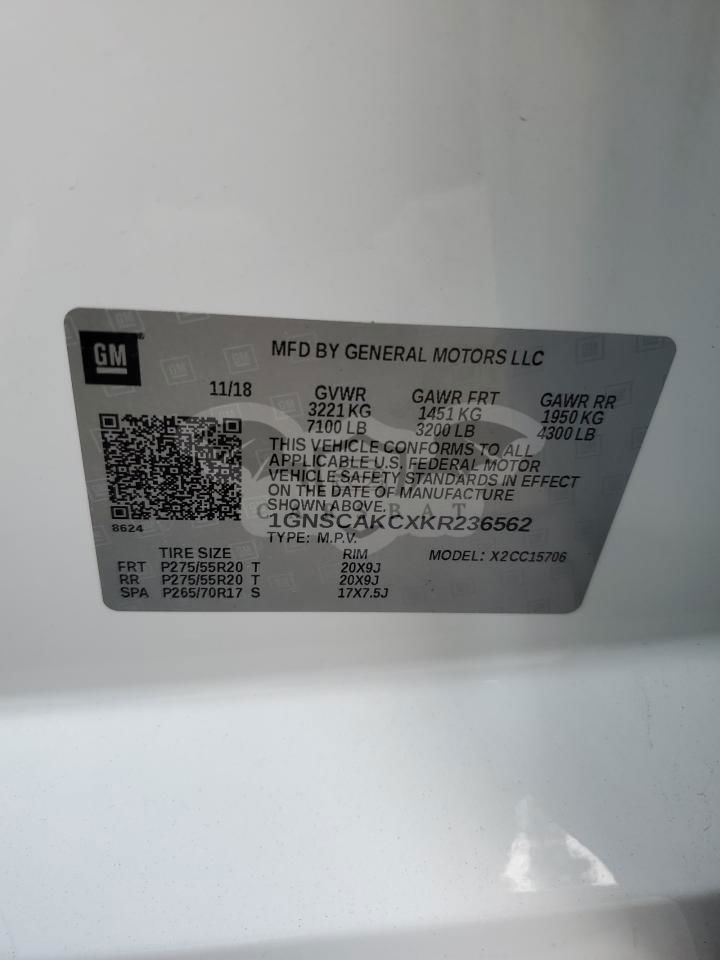 GM
MFD BY GENERAL MOTORS LLC
11/18 GVWR GAWR FRT GAWR RR
3221 KG 1451 KG 1950 KG
7100 LB 3200 LB 4300 LB
THIS VEHICLE CONFORMS TO ALL
APPLICABLE U.S. FEDERAL MOTOR
VEHICLE SAFETY STANDARDS IN EFFECT
ON THE DATE OF MANUFACTURE
SHOWN ABOVE.
1GNSCAKCXKR236562
8624
TYPE: M.P.V.
TIRE SIZE RIM MODEL: X2CC15706
FRT P275/55R20 T 20X9J
RR P275/55R20 T 20X9J
SPA P265/70R17 S 17X7.5J